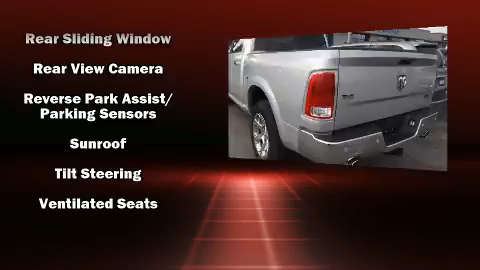 Rear Sliding Window
Rear View Camera
Reverse Park Assist/
Parking Sensors
Sunroof
Tilt Steering
Ventilated Seats